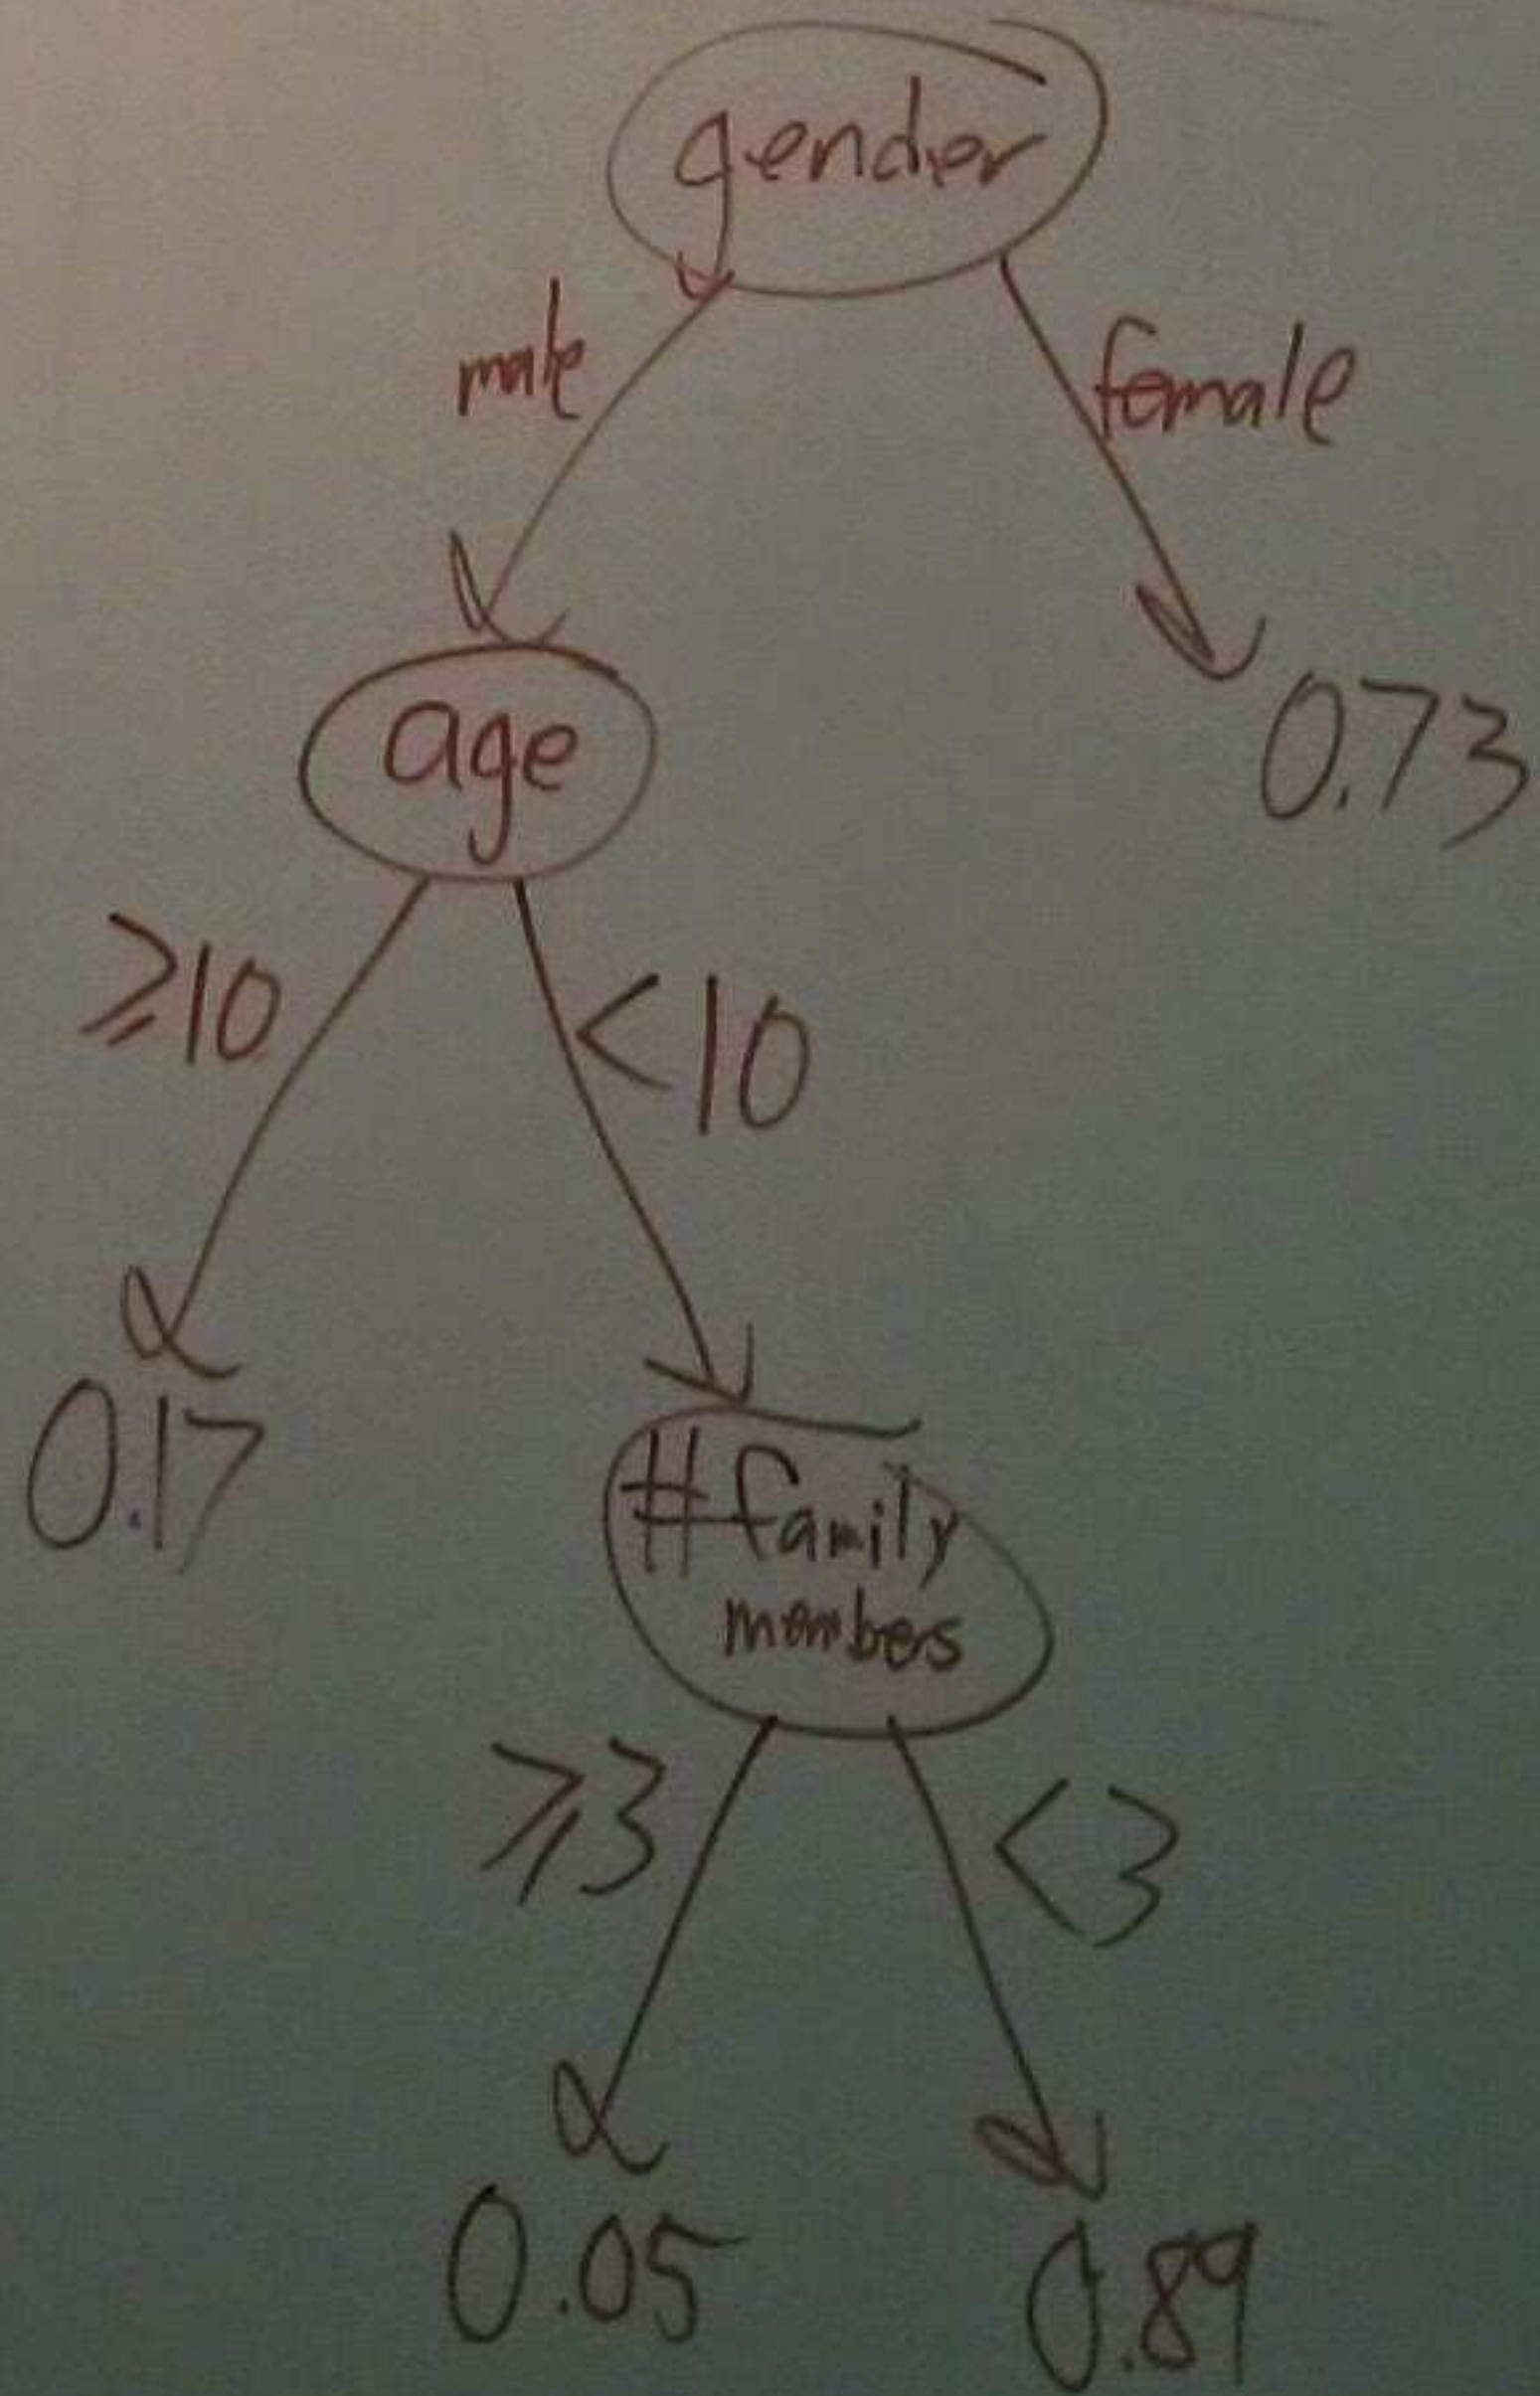 gender
male
female
age
0.73
≥10
<10
0.17
#family
members
≥3
<3
0.05
0.89